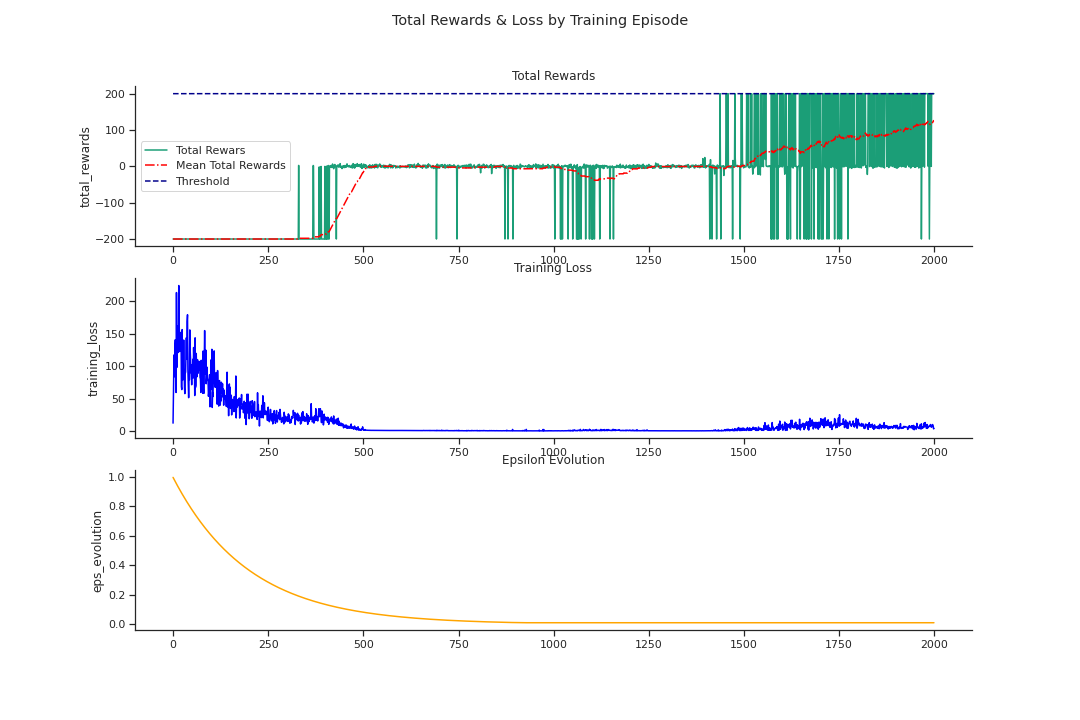 Total Rewards & Loss by Training Episode
Total Rewards
total_rewards
200
100
0
−100
−200
Total Rewars
Mean Total Rewards
Threshold
0 250 500 750 1000 1250 1500 1750 2000
Training Loss
training_loss
200
150
100
50
0
0 250 500 750 1000 1250 1500 1750 2000
Epsilon Evolution
eps_evolution
1.0
0.8
0.6
0.4
0.2
0.0
0 250 500 750 1000 1250 1500 1750 2000